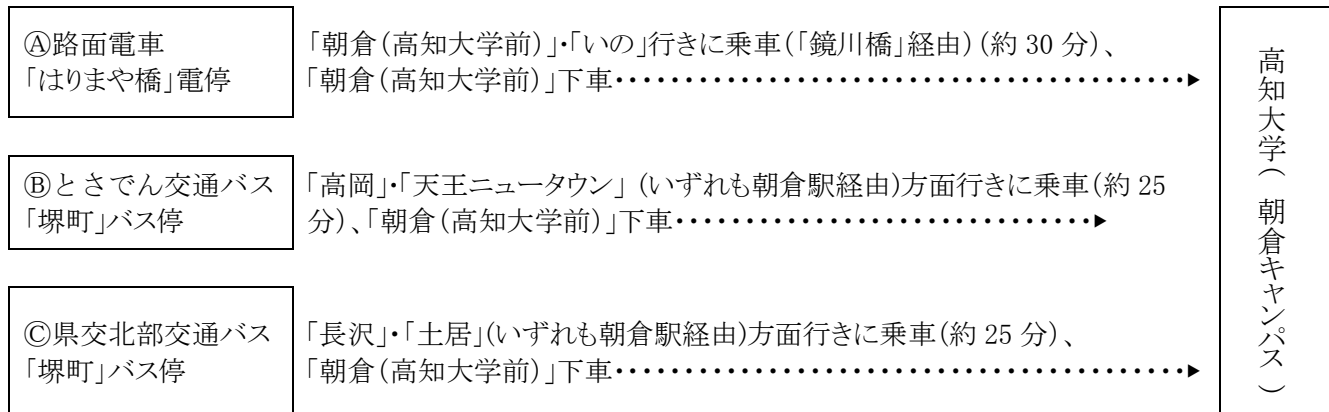 Ⓐ路面電車
「はりまや橋」電停
「朝倉(高知大学前)」・「いの」行きに乗車(「鏡川橋」経由)(約 30 分)、
「朝倉(高知大学前)」下車・・・・・・・・・・・・・・・・・・・・・・・・・・・・・・・・・・・・・・・・・▶
Ⓑとさでん交通バス
「堺町」バス停
「高岡」・「天王ニュータウン」 (いずれも朝倉駅経由)方面行きに乗車(約 25
分)、「朝倉(高知大学前)」下車・・・・・・・・・・・・・・・・・・・・・・・・・・・・・・▶
Ⓒ県交北部交通バス
「堺町」バス停
「長沢」・「土居」(いずれも朝倉駅経由)方面行きに乗車(約 25 分)、
「朝倉(高知大学前)」下車・・・・・・・・・・・・・・・・・・・・・・・・・・・・・・・・・・・・・・・・・▶
高知大学(朝倉キャンパス)